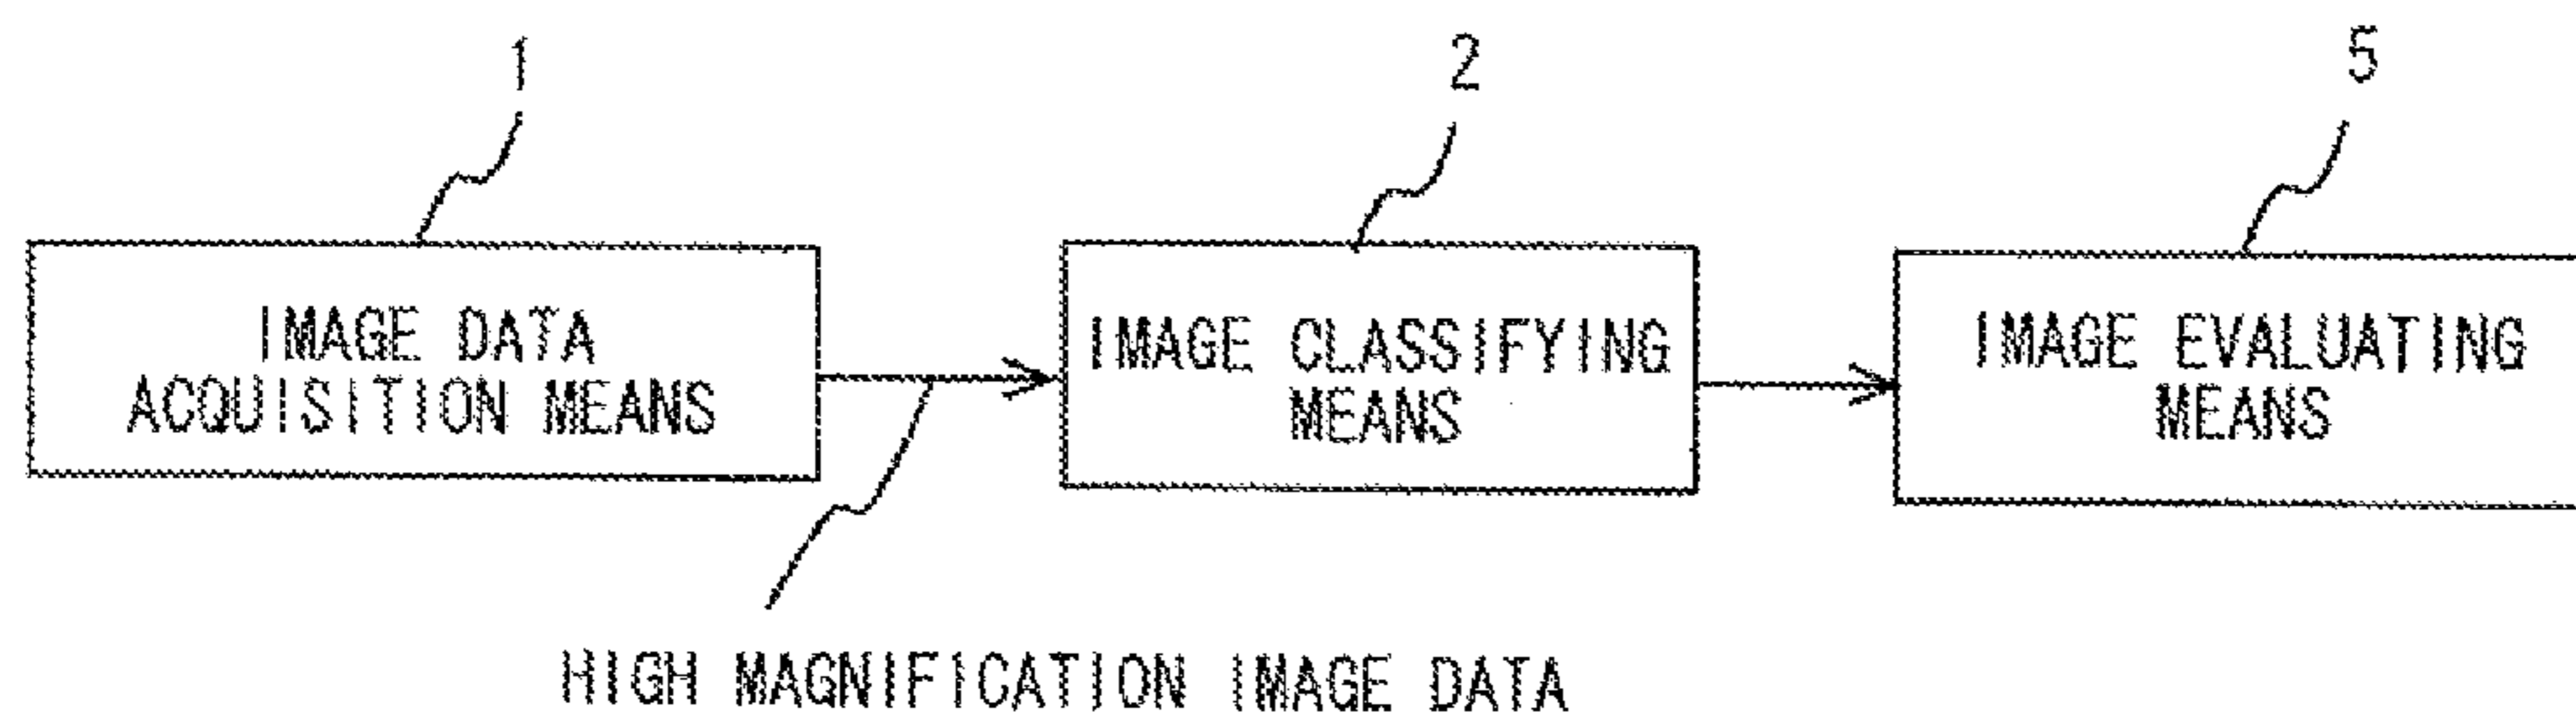 1
2
5
IMAGE DATA
ACQUISITION MEANS
IMAGE CLASSIFYING
MEANS
IMAGE EVALUATING
MEANS
HIGH MAGNIFICATION IMAGE DATA